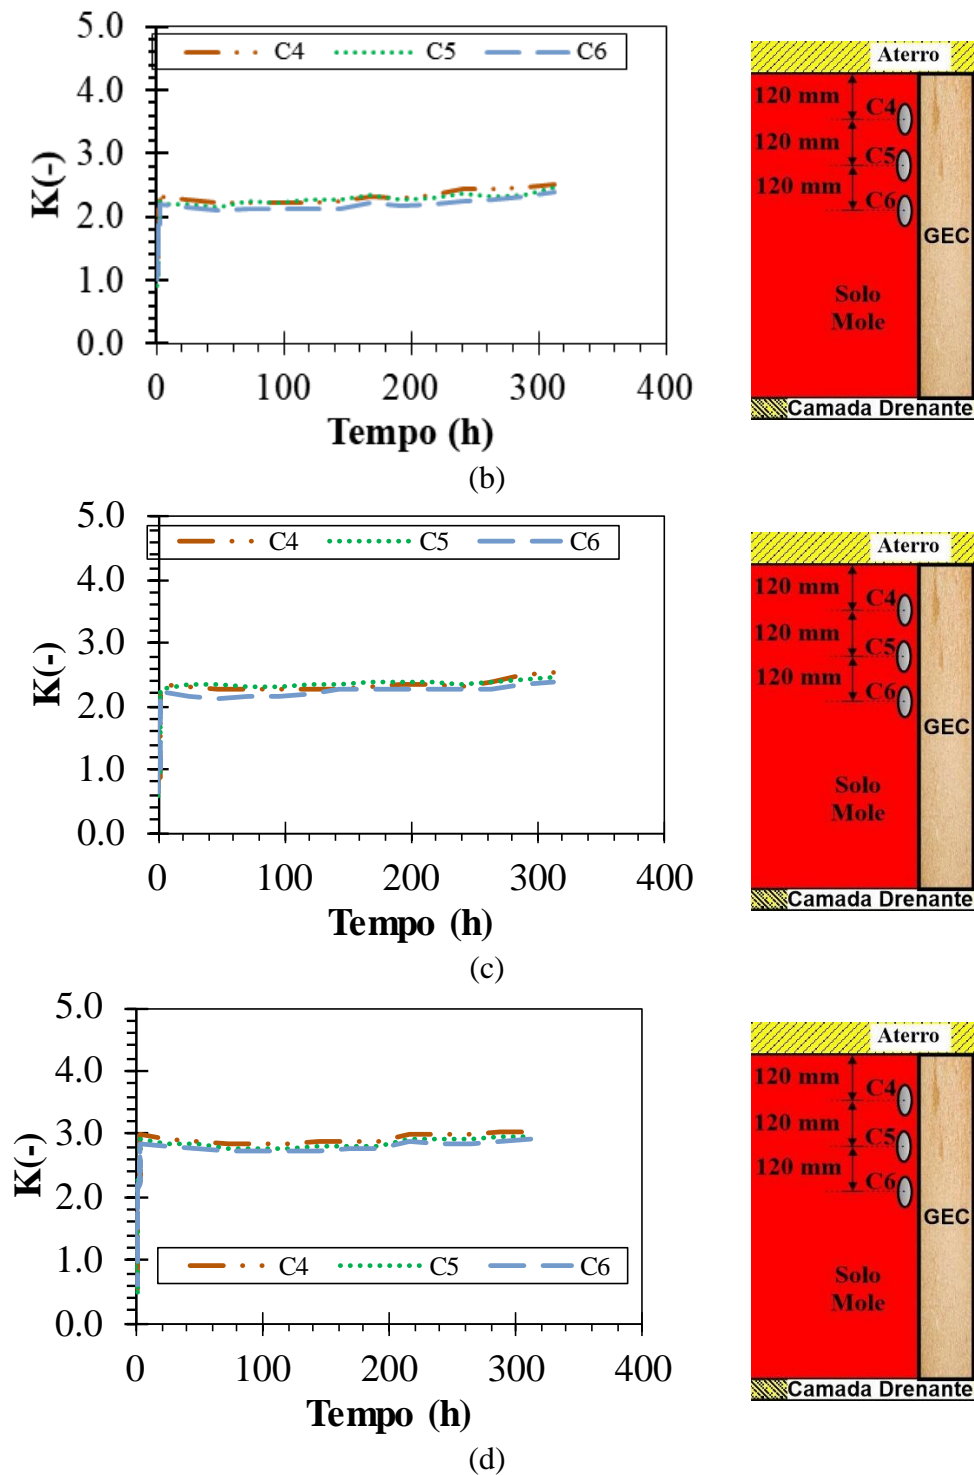 5.0
C4 C5 C6
4.0
3.0
2.0
1.0
0.0
K(-)
0 100 200 300 400
Tempo (h)
Aterro
120 mm
C4
120 mm
C5
120 mm
C6
GEC
Solo
Mole
Camada Drenante
(b)
5.0
C4 C5 C6
4.0
3.0
2.0
1.0
0.0
K(-)
0 100 200 300 400
Tempo (h)
Aterro
120 mm
C4
120 mm
C5
120 mm
C6
GEC
Solo
Mole
Camada Drenante
(c)
5.0
4.0
3.0
2.0
1.0
C4 C5 C6
0.0
K(-)
0 100 200 300 400
Tempo (h)
Aterro
120 mm
C4
120 mm
C5
120 mm
C6
GEC
Solo
Mole
Camada Drenante
(d)